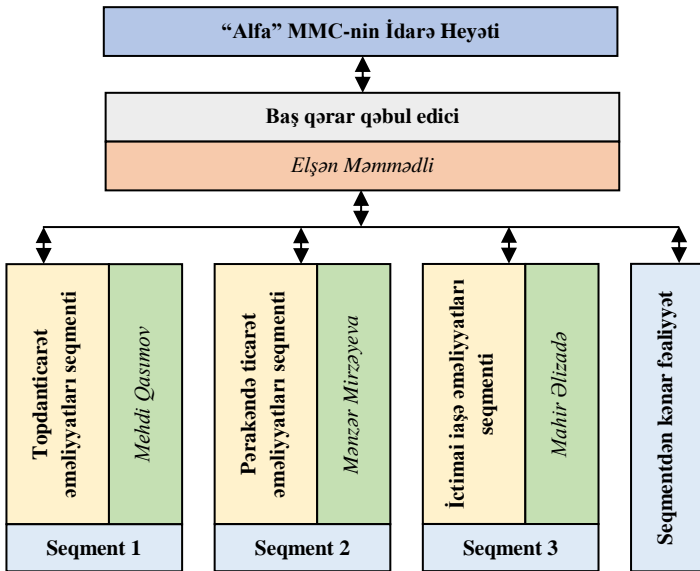 “Alfa” MMC-nin İdarə Heyəti
Baş qərar qəbul edici
Elşən Məmmədli
Topdanticarət
əməliyyatları seqmenti
Mehdi Qasımov
Seqment 1
Pərakəndə ticarət
əməliyyatları seqmenti
Mənzər Mirzəyeva
Seqment 2
İctimai iaşə əməliyyatları
seqmenti
Mahir Əlizadə
Seqment 3
Seqmentdən kənar fəaliyyət